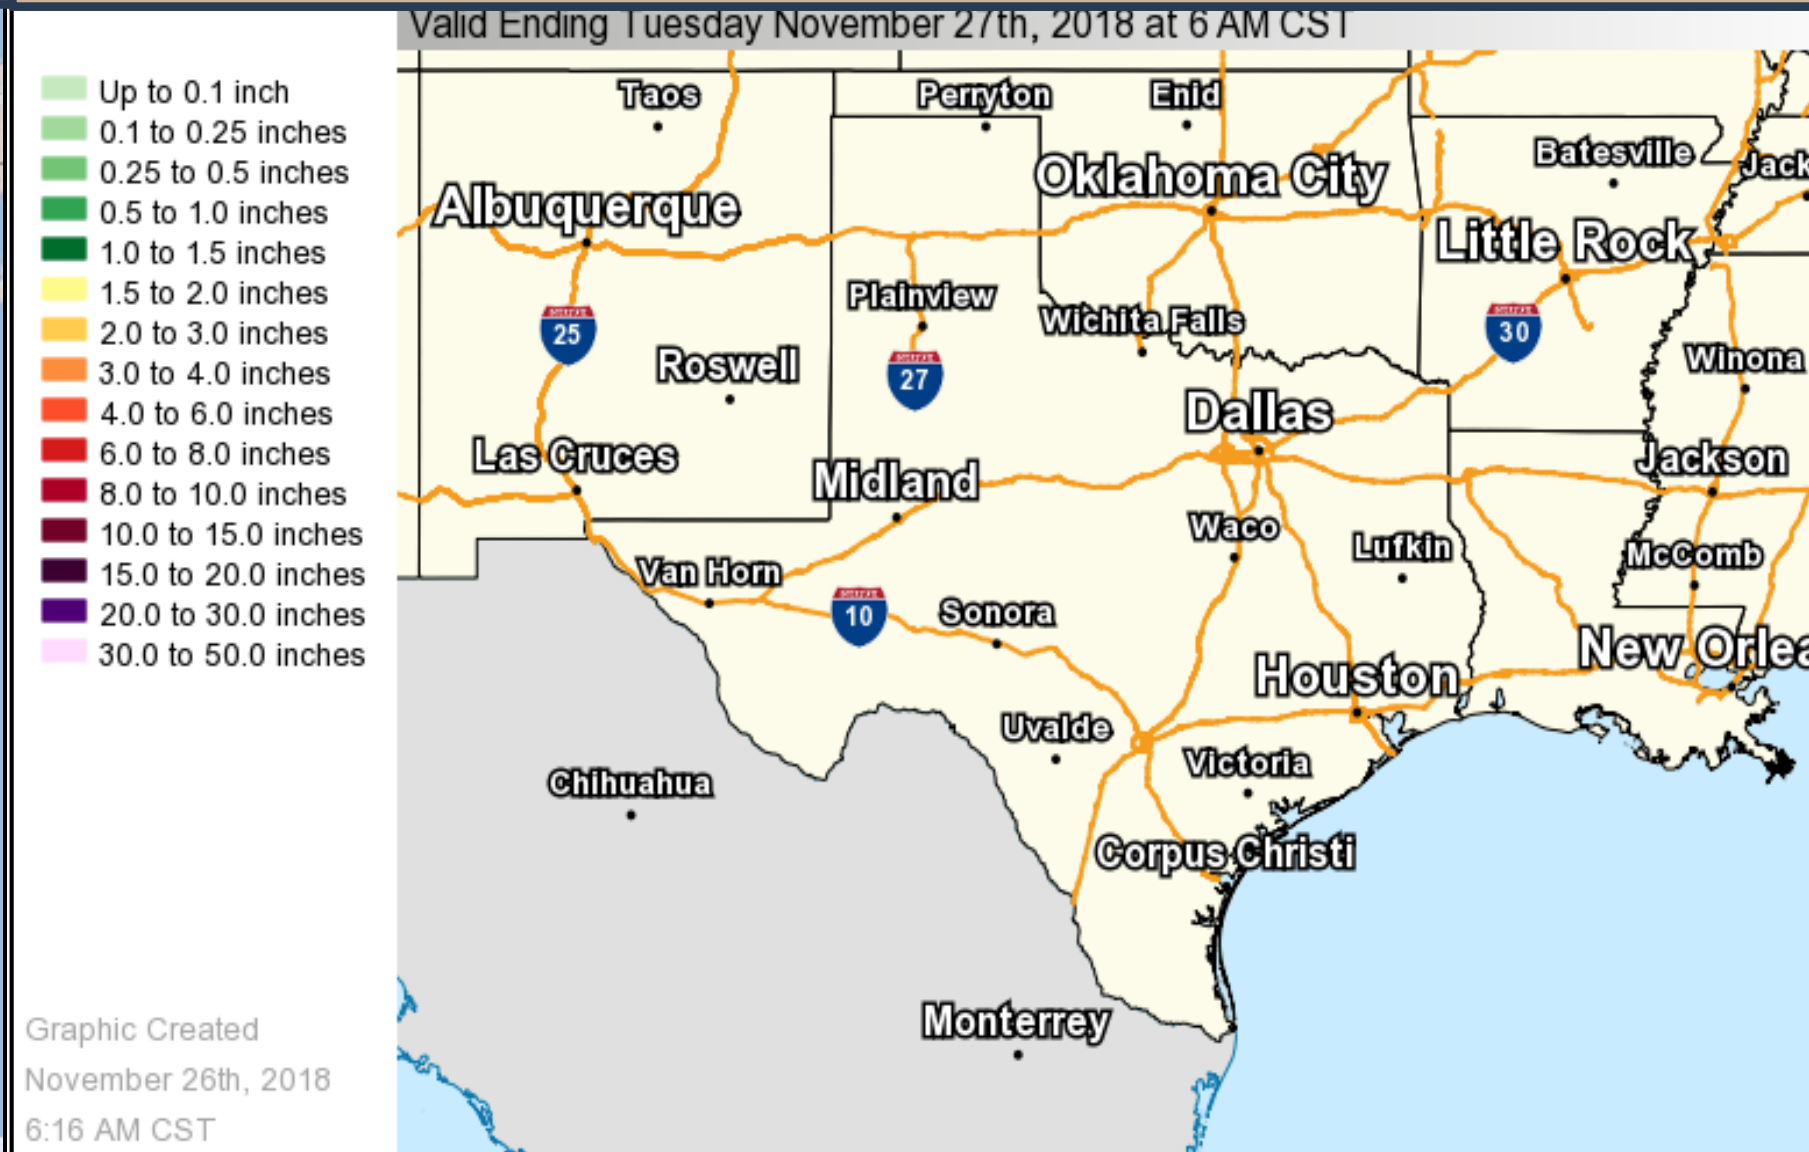 Valid Ending Tuesday November 27th, 2018 at 6 AM CST
Up to 0.1 inch
0.1 to 0.25 inches
0.25 to 0.5 inches
0.5 to 1.0 inches
1.0 to 1.5 inches
1.5 to 2.0 inches
2.0 to 3.0 inches
3.0 to 4.0 inches
4.0 to 6.0 inches
6.0 to 8.0 inches
8.0 to 10.0 inches
10.0 to 15.0 inches
15.0 to 20.0 inches
20.0 to 30.0 inches
30.0 to 50.0 inches
Graphic Created
November 26th, 2018
6:16 AM CST
Taos
Perryton
Enid
Batesville
Jack
Oklahoma City
Albuquerque
Little Rock
Plainview
Wichita Falls
25
30
Winona
Roswell
27
Dallas
Las Cruces
Midland
Jackson
Waco
Lufkin
McComb
Van Horn
10
Sonora
New Orlea
Houston
Uvalde
Victoria
Chihuahua
Corpus Christi
Monterrey